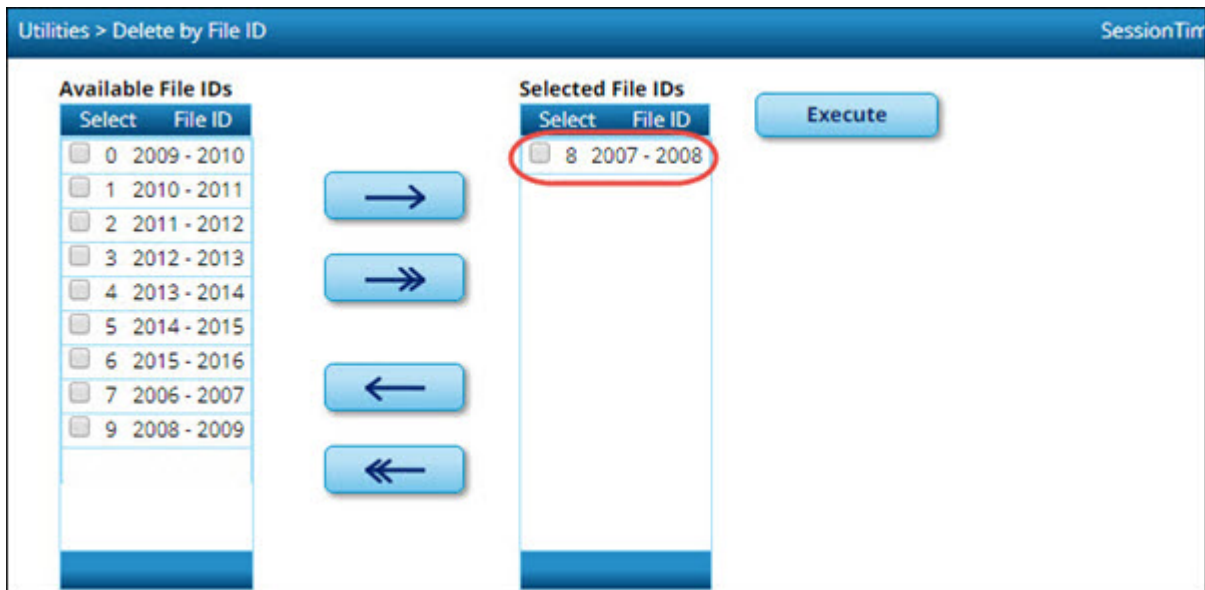 Utilities > Delete by File ID
SessionTim
Available File IDs
Select File ID
0 2009 - 2010
1 2010 - 2011
2 2011 - 2012
3 2012 - 2013
4 2013 - 2014
5 2014 - 2015
6 2015 - 2016
7 2006 - 2007
9 2008 - 2009
Selected File IDs
Select File ID
8 2007 - 2008
Execute